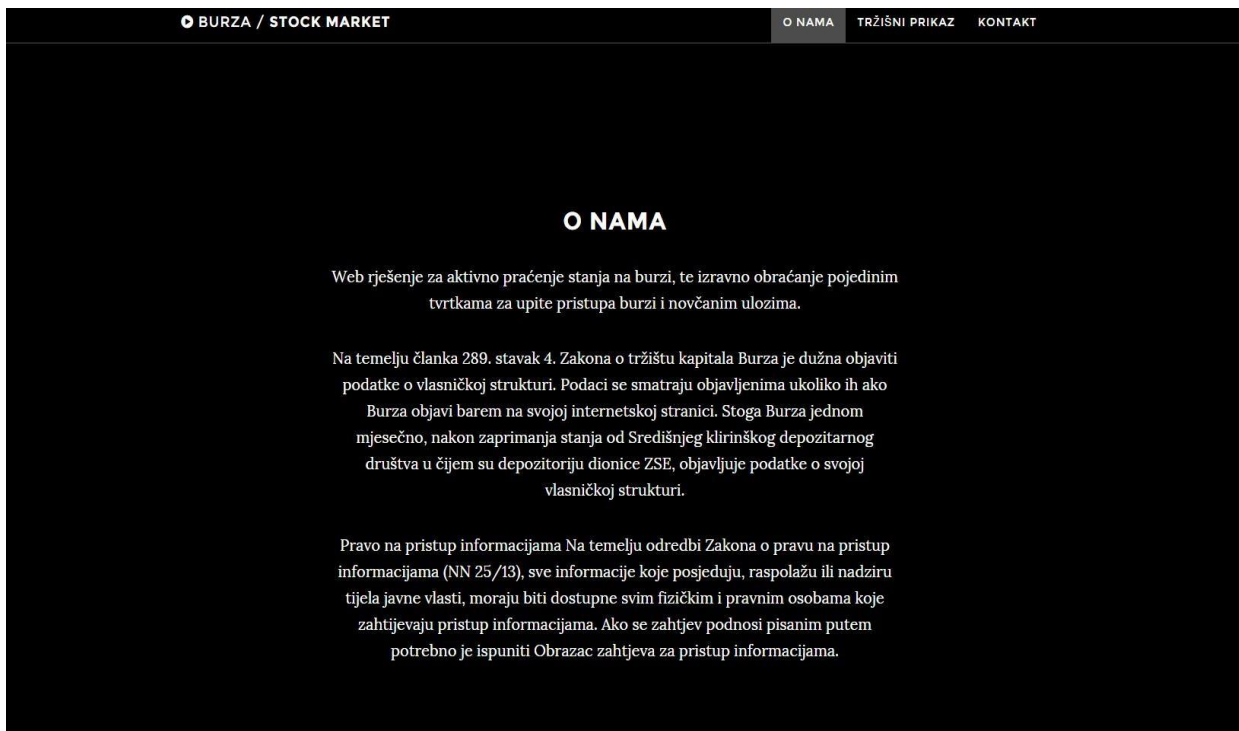 BURZA / STOCK MARKET
O NAMA TRŽIŠNI PRIKAZ KONTAKT
O NAMA
Web rješenje za aktivno praćenje stanja na burzi, te izravno obraćanje pojedinim
tvrtkama za upite pristupa burzi i novčanim ulozima.
Na temelju članka 289. stavak 4. Zakona o tržištu kapitala Burza je dužna objaviti
podatke o vlasničkoj strukturi. Podaci se smatraju objavljenima ukoliko ih ako
Burza objavi barem na svojoj internetskoj stranici. Stoga Burza jednom
mjesečno, nakon zaprimanja stanja od Središnjeg klirinškog depozitarnog
društva u čijem su depozitoriju dionice ZSE, objavljuje podatke o svojoj
vlasničkoj strukturi.
Pravo na pristup informacijama Na temelju odredbi Zakona o pravu na pristup
informacijama (NN 25/13), sve informacije koje posjeduju, raspolažu ili nadziru
tijela javne vlasti, moraju biti dostupne svim fizičkim i pravnim osobama koje
zahtijevaju pristup informacijama. Ako se zahtjev podnosi pisanim putem
potrebno je ispuniti Obrazac zahtjeva za pristup informacijama.